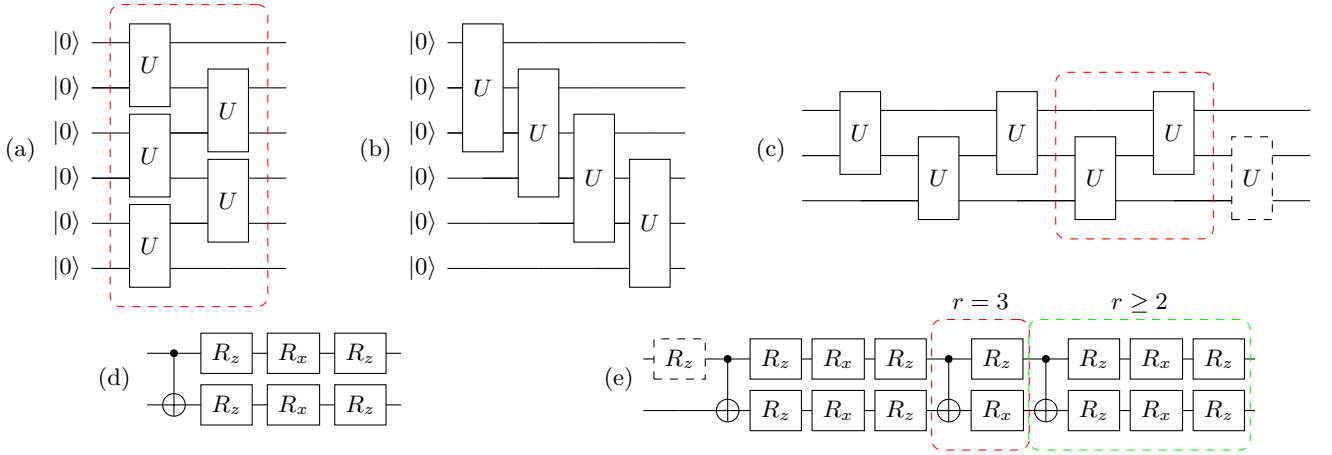 |0⟩ U |0⟩ U
|0⟩ U |0⟩ U
|0⟩ U |0⟩ U U U
(a) (b) (c)
|0⟩ U |0⟩ U U U U
|0⟩ U |0⟩ U
|0⟩ |0⟩
r = 3 r ≥ 2
R_z R_x R_z R_z R_z R_x R_z R_z R_z R_x R_z
(d) (e)
R_z R_x R_z R_z R_x R_z R_x R_z R_x R_z